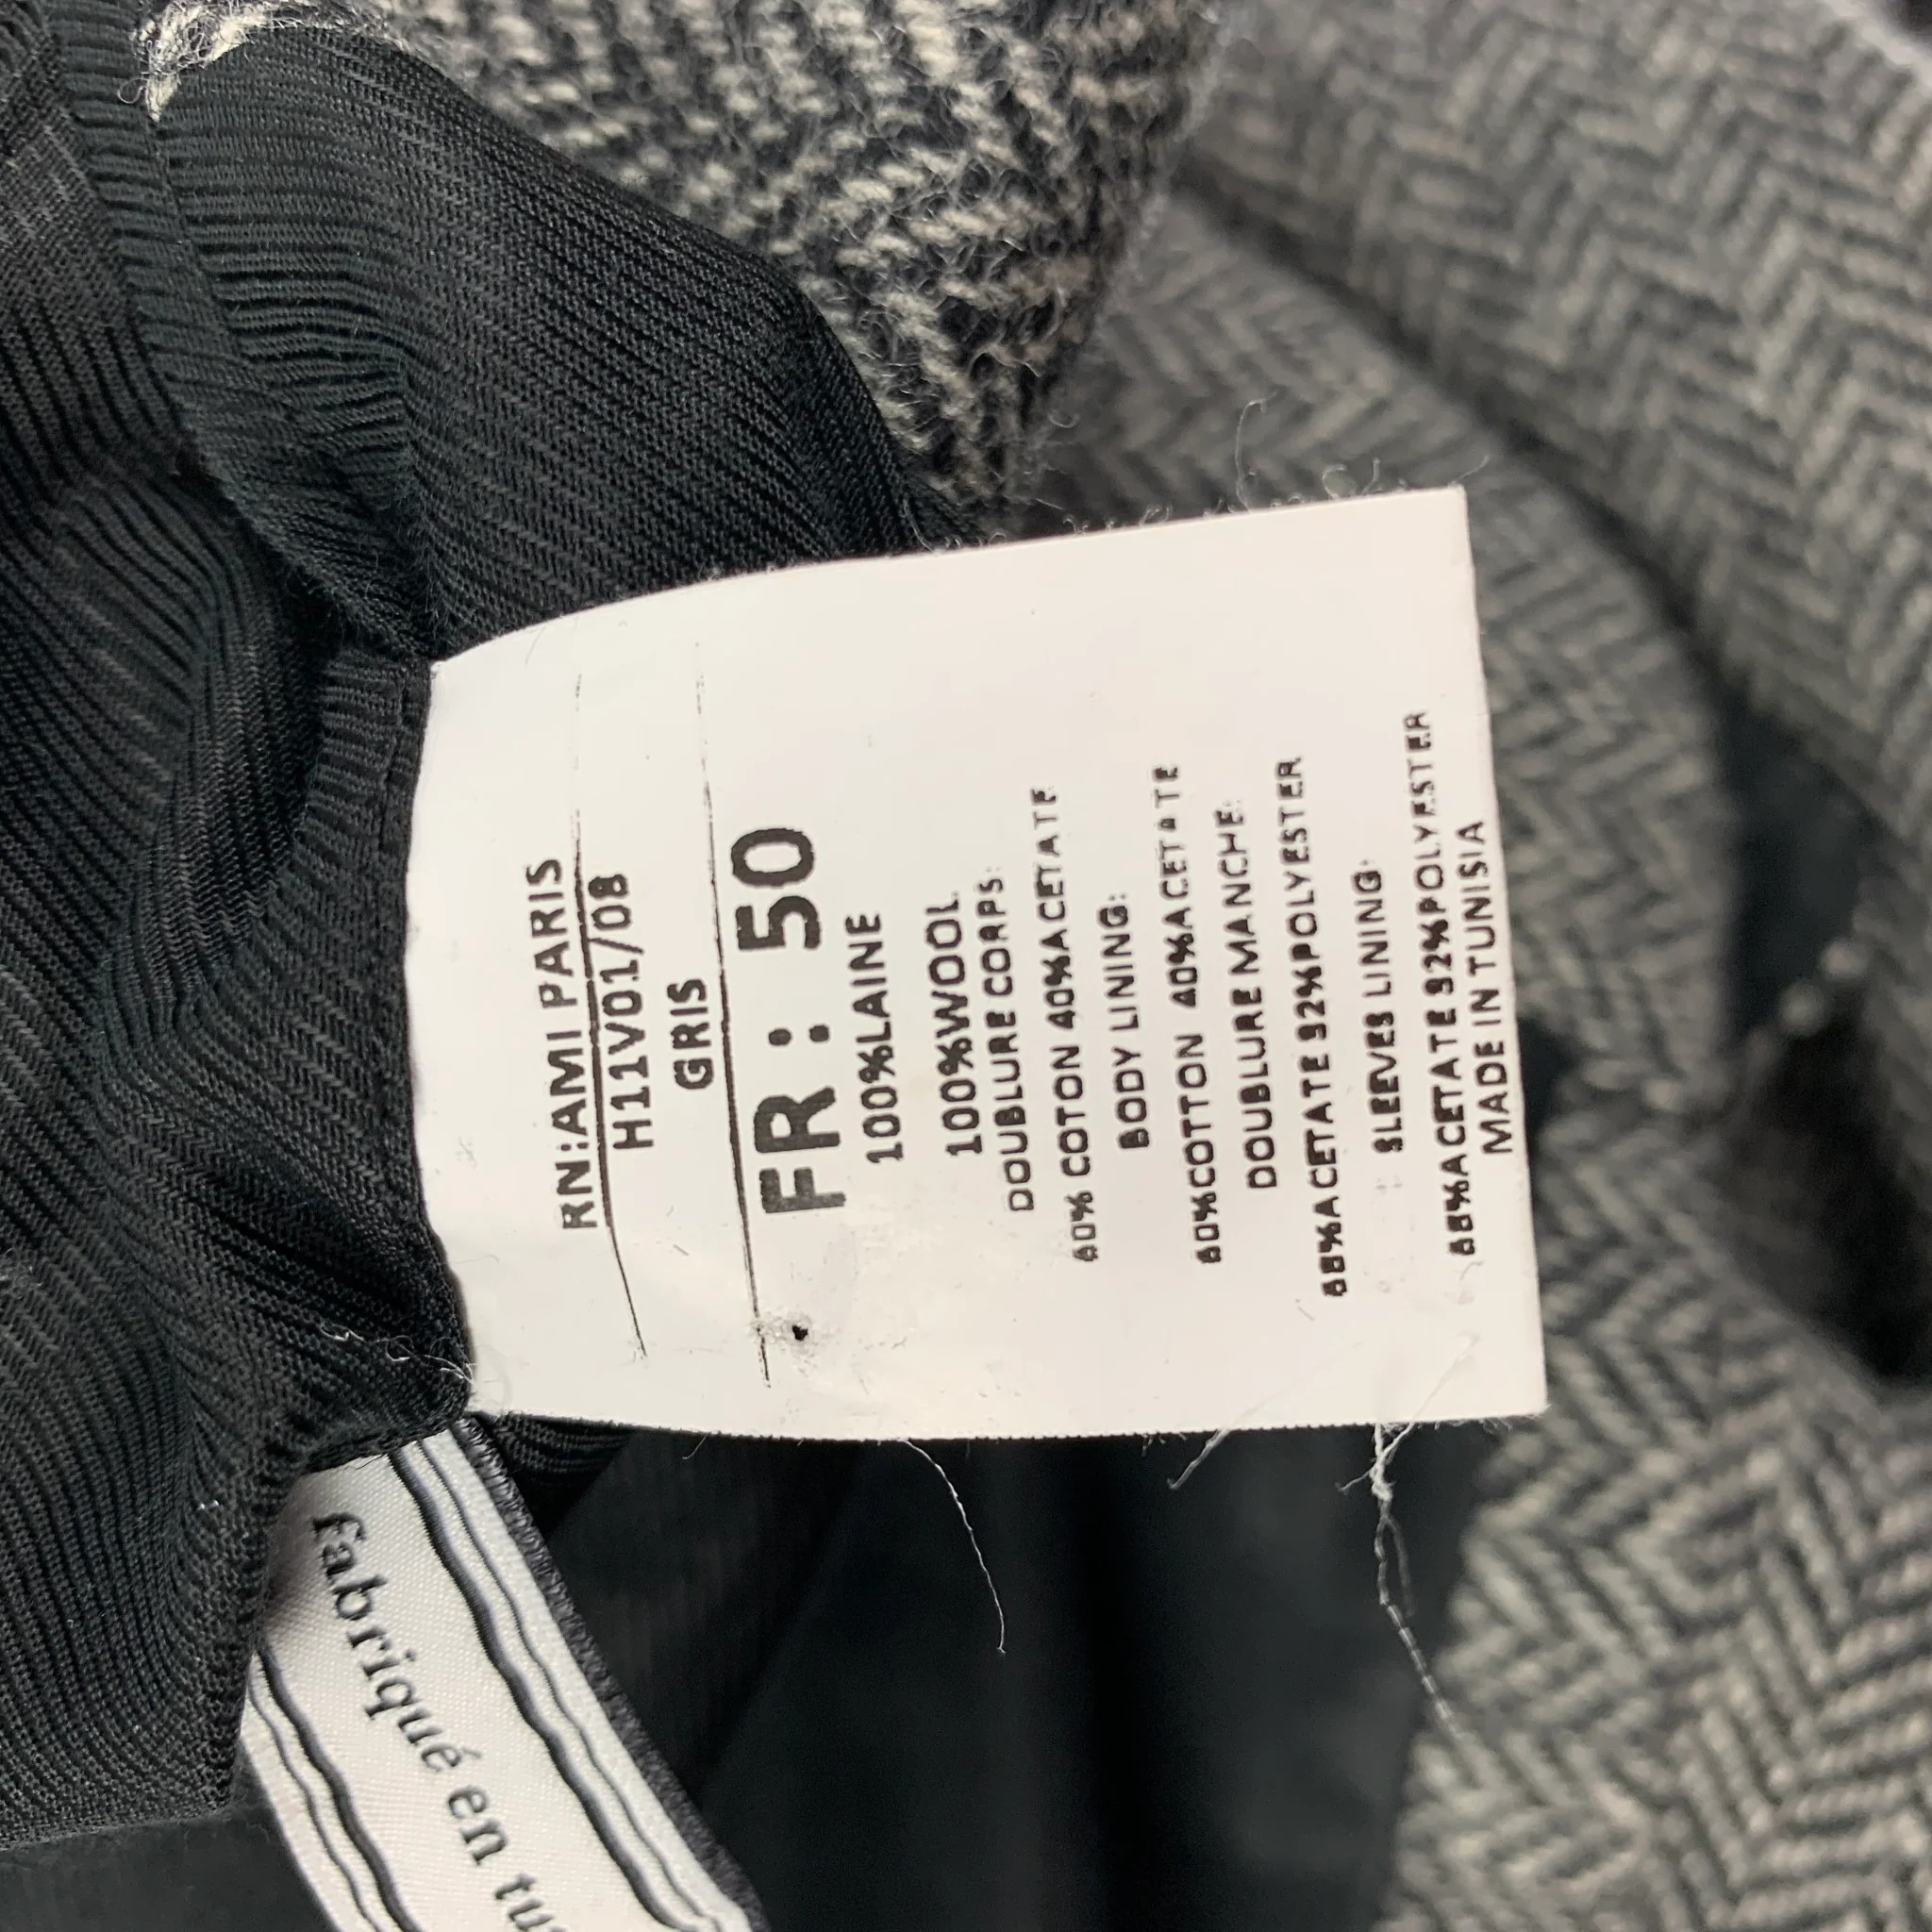 RN:AMI PARIS
H11V01/08
GRIS
FR: 50
100%LAINE
100%WOOL
DOUBLURE CORPS:
60% COTON 40%ACETATE
BODY LINING:
60%COTTON 40%ACETATE
DOUBLURE MANCHE:
68%ACETATE 32%POLYESTER
SLEEVES LINING:
68%ACETATE 32%POLYESTER
MADE IN TUNISIA
fabriqué en